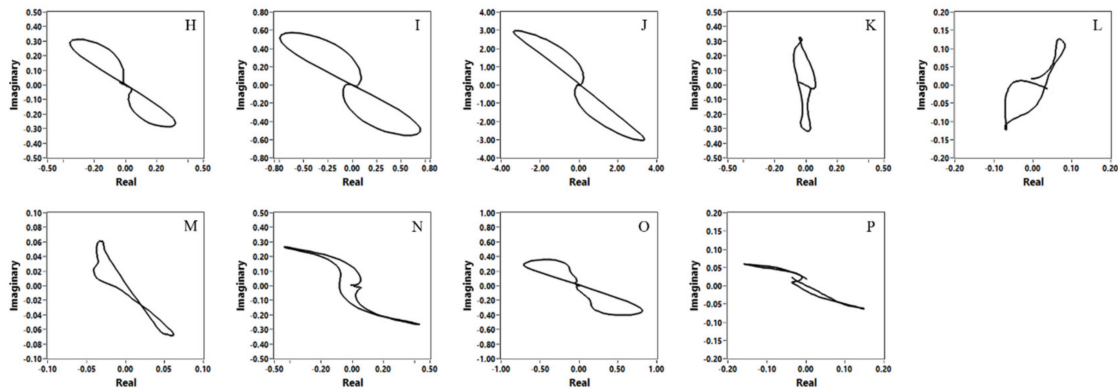 H
0.50
0.40
0.30
0.20
0.10
0.00
-0.10
-0.20
-0.30
-0.40
-0.50
-0.50 -0.25 0.00 0.25 0.50
Imaginary
Real
I
0.80
0.60
0.40
0.20
0.00
-0.20
-0.40
-0.60
-0.80
-0.80 -0.50 -0.25 0.00 0.25 0.50 0.80
Imaginary
Real
J
4.00
3.00
2.00
1.00
0.00
-1.00
-2.00
-3.00
-4.00
-4.00 -2.00 0.00 2.00 4.00
Imaginary
Real
K
0.50
0.40
0.30
0.20
0.10
0.00
-0.10
-0.20
-0.30
-0.40
-0.50
-0.50 -0.25 0.00 0.25 0.50
Imaginary
Real
L
0.20
0.15
0.10
0.05
0.00
-0.05
-0.10
-0.15
-0.20
-0.20 -0.10 0.00 0.10 0.20
Imaginary
Real
M
0.10
0.08
0.06
0.04
0.02
0.00
-0.02
-0.04
-0.06
-0.08
-0.10
-0.10 -0.05 0.00 0.05 0.10
Imaginary
Real
N
0.50
0.40
0.30
0.20
0.10
0.00
-0.10
-0.20
-0.30
-0.40
-0.50
-0.50 -0.25 0.00 0.25 0.50
Imaginary
Real
O
1.00
0.80
0.60
0.40
0.20
0.00
-0.20
-0.40
-0.60
-0.80
-1.00
-1.00 -0.50 0.00 0.50 1.00
Imaginary
Real
P
0.20
0.15
0.10
0.05
0.00
-0.05
-0.10
-0.15
-0.20
-0.20 -0.10 0.00 0.10 0.20
Imaginary
Real